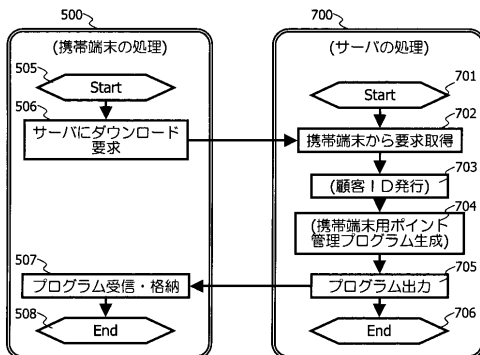 500
(携帯端末の処理)
505
Start
506
サーバにダウンロード
要求
507
プログラム受信・格納
508
End
700
(サーバの処理)
701
Start
702
携帯端末から要求取得
703
(顧客ID発行)
704
(携帯端末用ポイント
管理プログラム生成)
705
プログラム出力
706
End